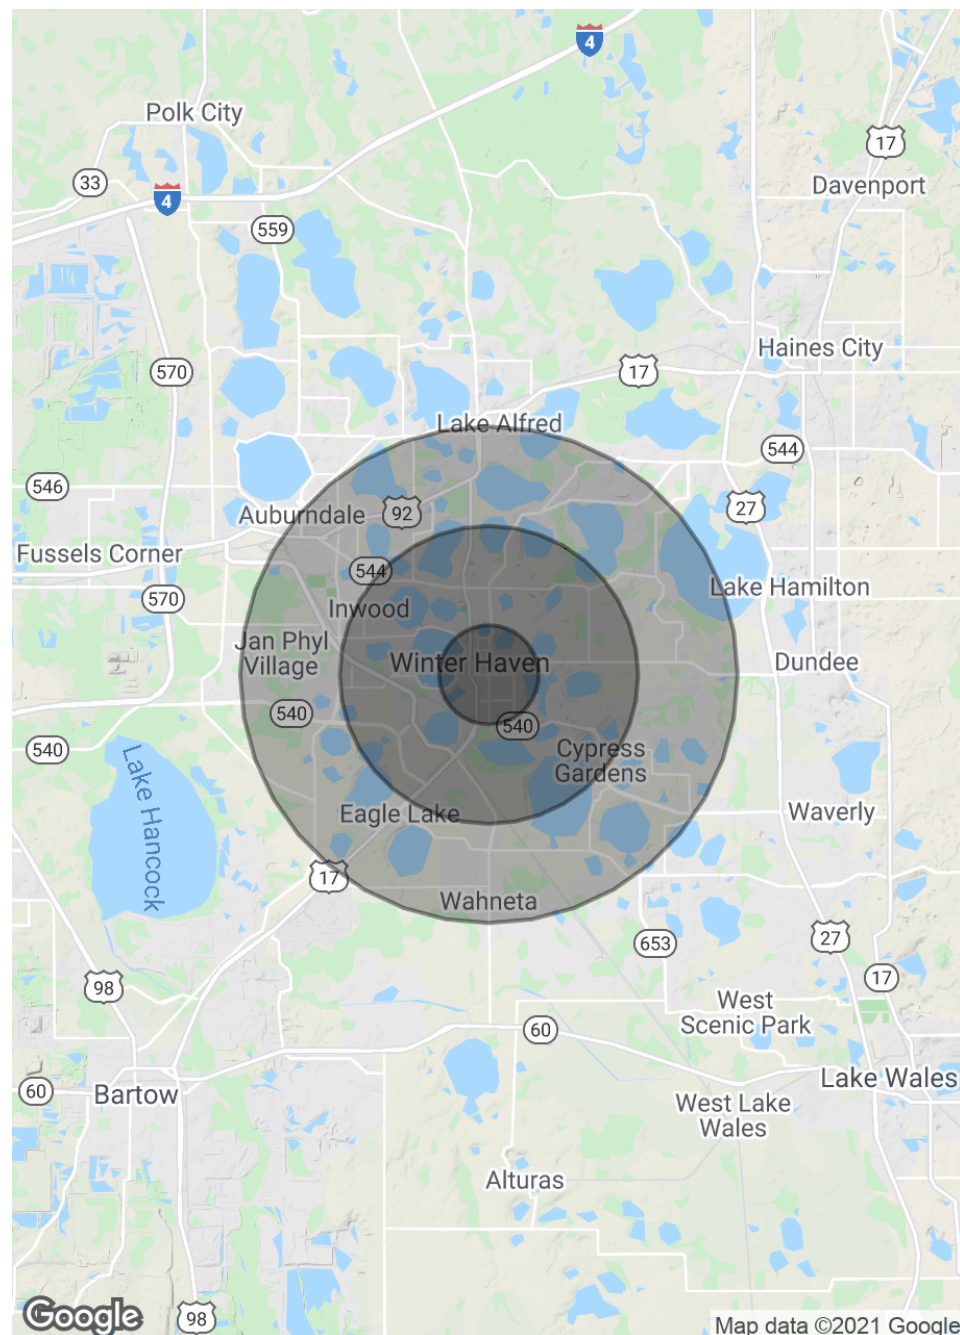 4
Polk City
17
33
Davenport
4
559
Haines City
17
570
Lake Alfred
544
546
27
Auburndale
92
Fussels Corner
544
Lake Hamilton
570
Inwood
Jan Phyl
Village
Winter Haven
Dundee
540
540
540
Cypress
Gardens
Lake Hancock
Eagle Lake
Waverly
17
Wahneta
653
27
17
98
West
Scenic Park
60
Lake Wales
60
Bartow
West Lake
Wales
Alturas
Google
98
Map data ©2021 Google